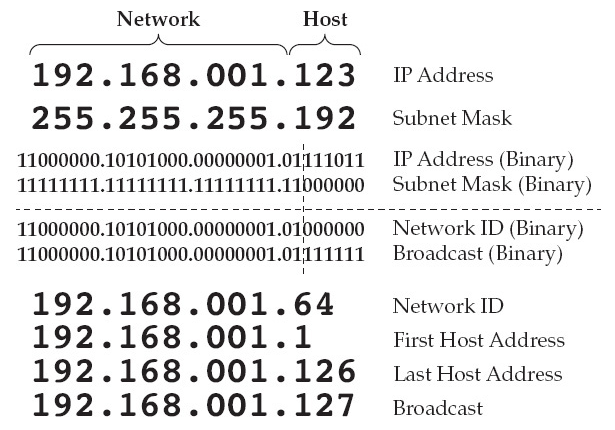 Network Host
192.168.001.123 IP Address
255.255.255.192 Subnet Mask
11000000.10101000.00000001.01111011 IP Address (Binary)
11111111.11111111.11111111.11000000 Subnet Mask (Binary)
11000000.10101000.00000001.01000000 Network ID (Binary)
11000000.10101000.00000001.01111111 Broadcast (Binary)
192.168.001.64 Network ID
192.168.001.1 First Host Address
192.168.001.126 Last Host Address
192.168.001.127 Broadcast